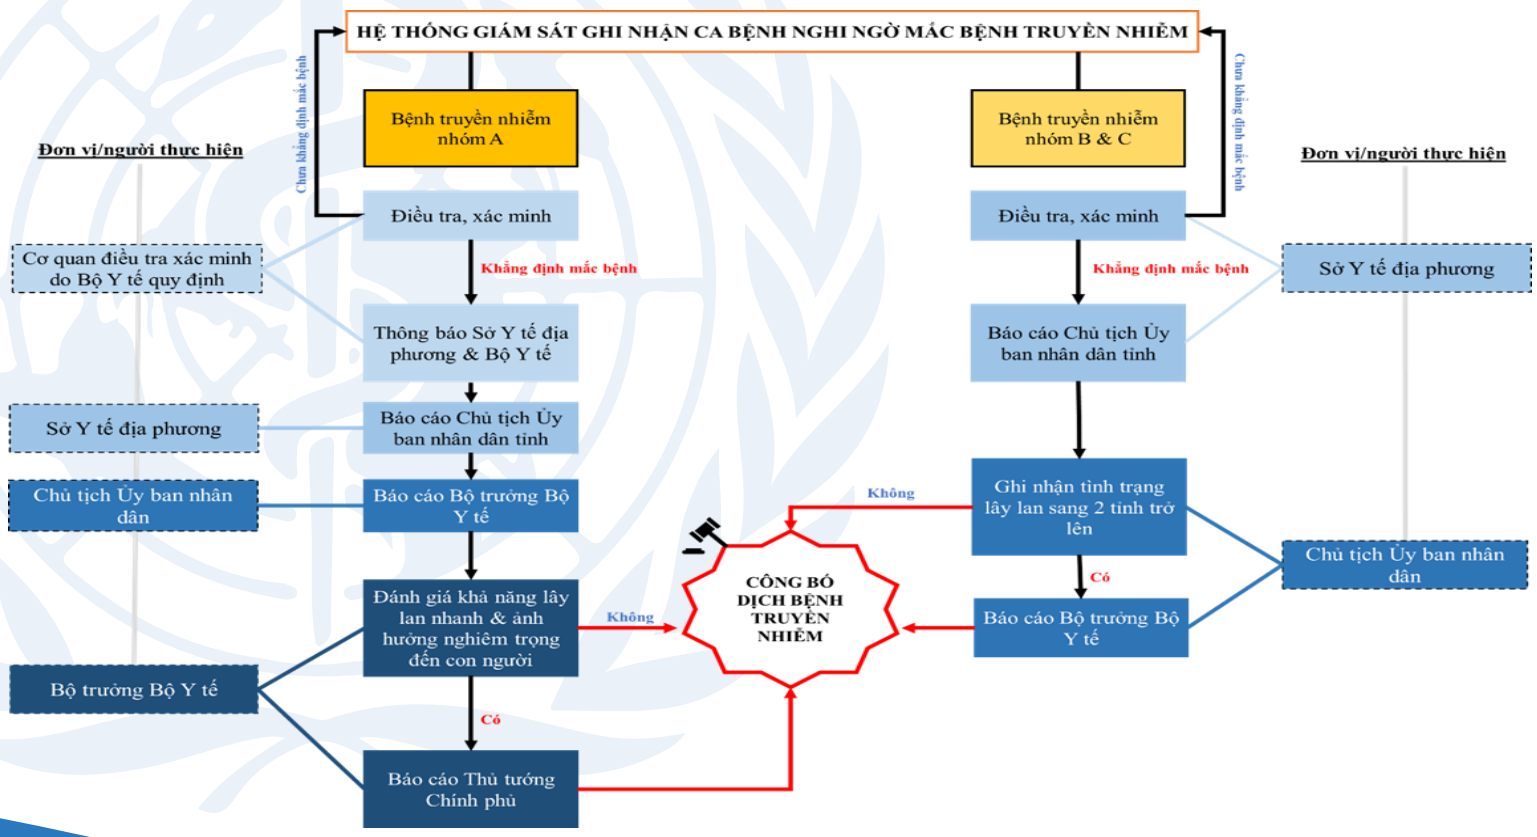 HỆ THỐNG GIÁM SÁT GHI NHẬN CA BỆNH NGHI NGỜ MẮC BỆNH TRUYỀN NHIỄM
Chưa khẳng định mắc bệnh
Chưa khẳng định mắc bệnh
Bệnh truyền nhiễm
nhóm A
Bệnh truyền nhiễm
nhóm B & C
Đơn vị/người thực hiện
Đơn vị/người thực hiện
Điều tra, xác minh
Điều tra, xác minh
Cơ quan điều tra xác minh
do Bộ Y tế quy định
Khẳng định mắc bệnh
Khẳng định mắc bệnh
Sở Y tế địa phương
Thông báo Sở Y tế địa
phương & Bộ Y tế
Báo cáo Chủ tịch Ủy
ban nhân dân tỉnh
Sở Y tế địa phương
Báo cáo Chủ tịch Ủy
ban nhân dân tỉnh
Chủ tịch Ủy ban nhân
dân
Báo cáo Bộ trưởng Bộ
Y tế
Không
Ghi nhận tình trạng
lây lan sang 2 tỉnh trở
lên
Chủ tịch Ủy ban nhân
dân
Có
Đánh giá khả năng lây
lan nhanh & ảnh
hưởng nghiêm trọng
đến con người
Không
CÔNG BỐ
DỊCH BỆNH
TRUYỀN
NHIỄM
Báo cáo Bộ trưởng Bộ
Y tế
Bộ trưởng Bộ Y tế
Có
Báo cáo Thủ tướng
Chính phủ